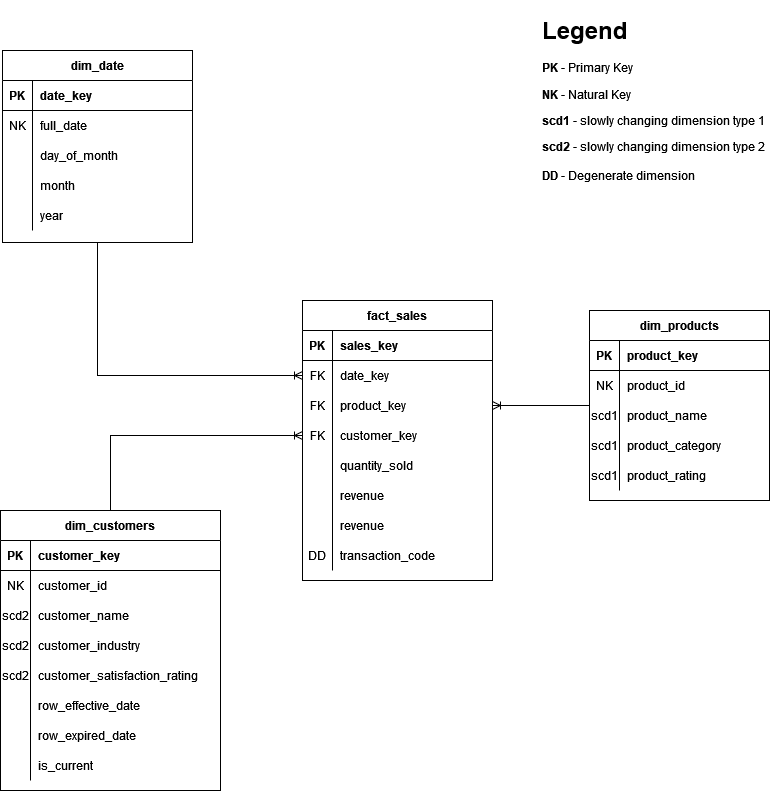 Legend
PK - Primary Key
NK - Natural Key
scd1 - slowly changing dimension type 1
scd2 - slowly changing dimension type 2
DD - Degenerate dimension
dim_date
PK date_key
NK full_date
day_of_month
month
year
fact_sales
PK sales_key
FK date_key
FK product_key
FK customer_key
quantity_sold
revenue
revenue
DD transaction_code
dim_products
PK product_key
NK product_id
scd1 product_name
scd1 product_category
scd1 product_rating
dim_customers
PK customer_key
NK customer_id
scd2 customer_name
scd2 customer_industry
scd2 customer_satisfaction_rating
row_effective_date
row_expired_date
is_current